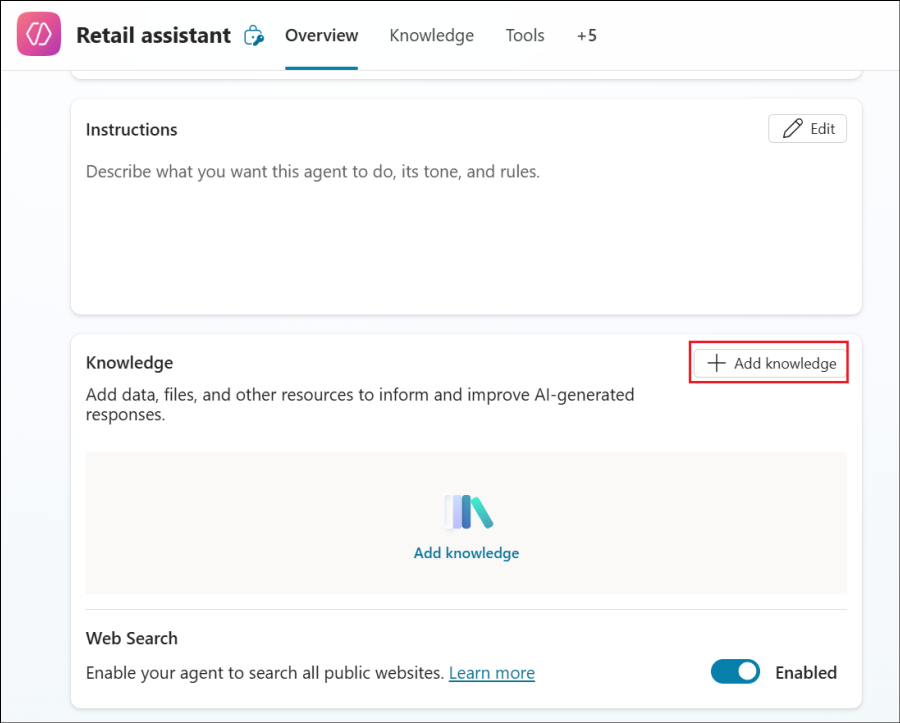 Retail assistant
Overview
Knowledge
Tools
+5
Instructions
Edit
Describe what you want this agent to do, its tone, and rules.
Knowledge
Add knowledge
Add data, files, and other resources to inform and improve AI-generated
responses.
Add knowledge
Web Search
Enable your agent to search all public websites. Learn more
Enabled